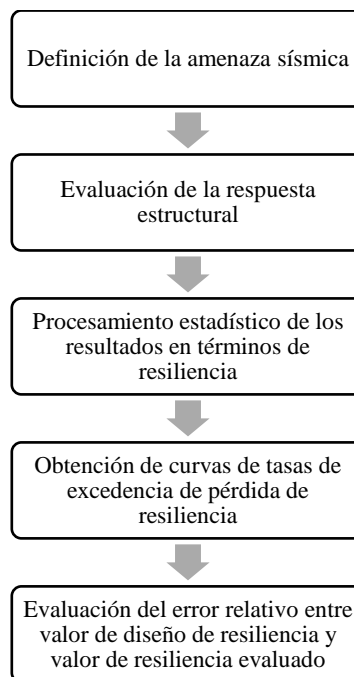 Definición de la amenaza sísmica
Evaluación de la respuesta
estructural
Procesamiento estadístico de los
resultados en términos de
resiliencia
Obtención de curvas de tasas de
excedencia de pérdida de
resiliencia
Evaluación del error relativo entre
valor de diseño de resiliencia y
valor de resiliencia evaluado